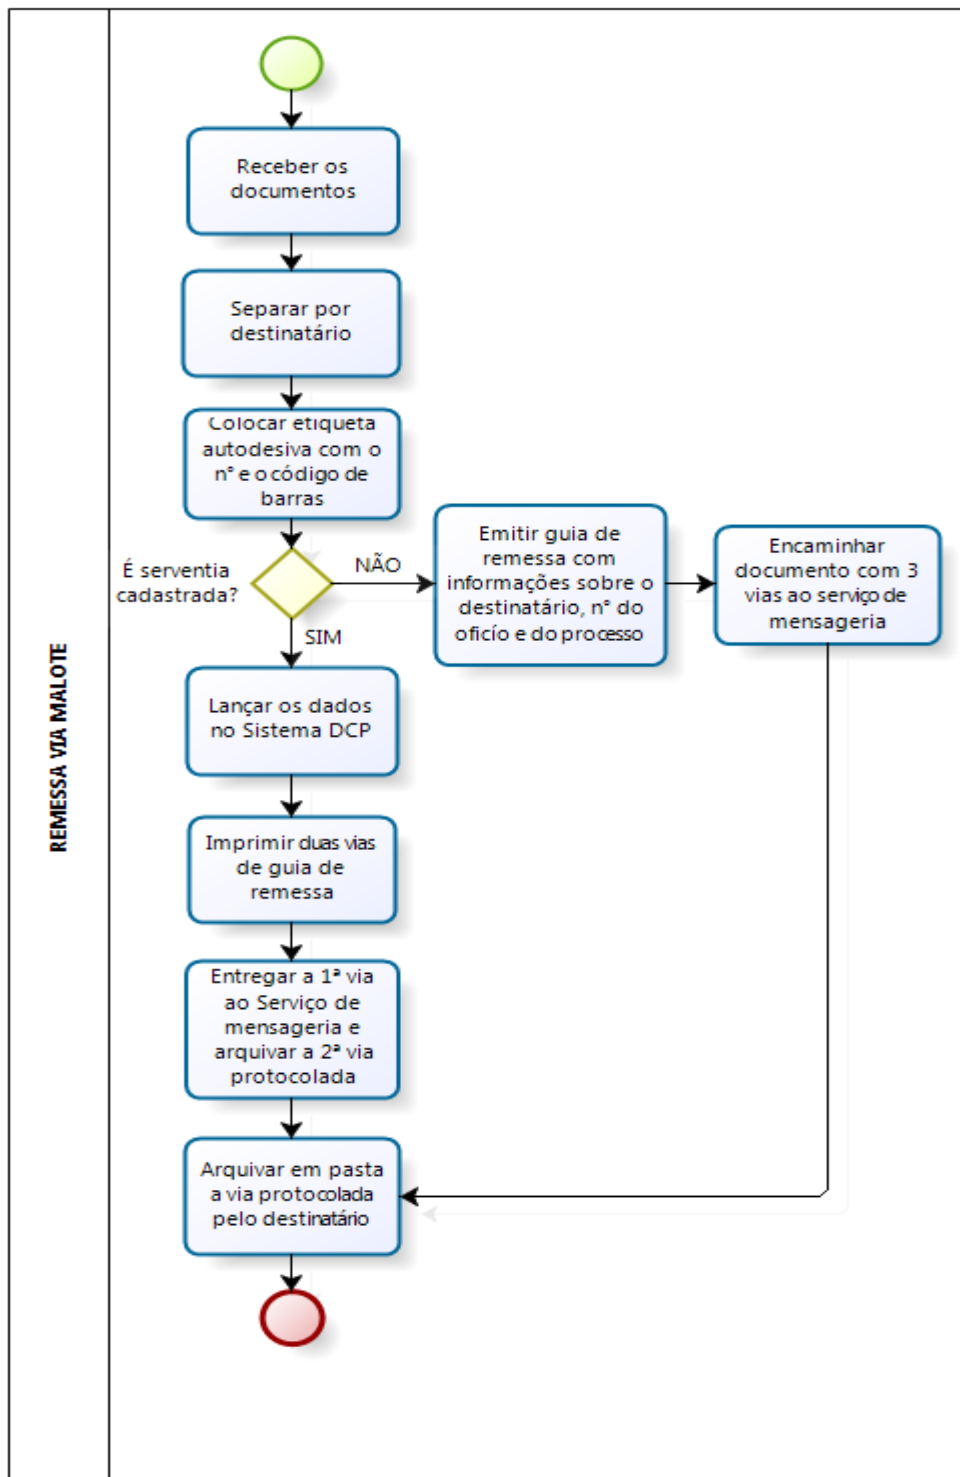 REMESSA VIA MALOTE
Receber os
documentos
Separar por
destinatário
Colocar etiqueta
autodesiva com o
n° e o código de
barras
É serventia
cadastrada?
NÃO
SIM
Emitir guia de
remessa com
informações sobre o
destinatário, n° do
oficío e do processo
Encaminhar
documento com 3
vias ao serviço de
mensageria
Lançar os dados
no Sistema DCP
Imprimir duas vias
de guia de
remessa
Entregar a 1ª via
ao Serviço de
mensageria e
arquivar a 2ª via
protocolada
Arquivar em pasta
a via protocolada
pelo destinatário